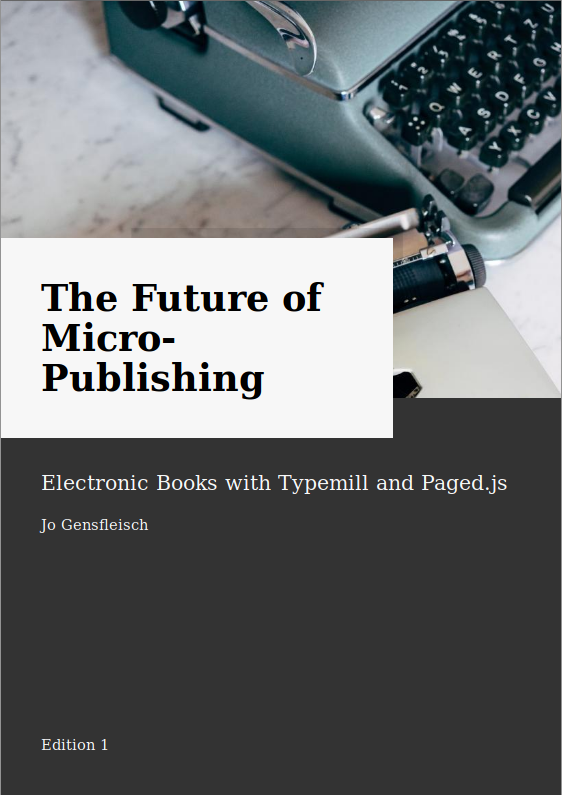 The Future of
Micro-
Publishing
Electronic Books with Typemill and Paged.js
Jo Gensfleisch
Edition 1